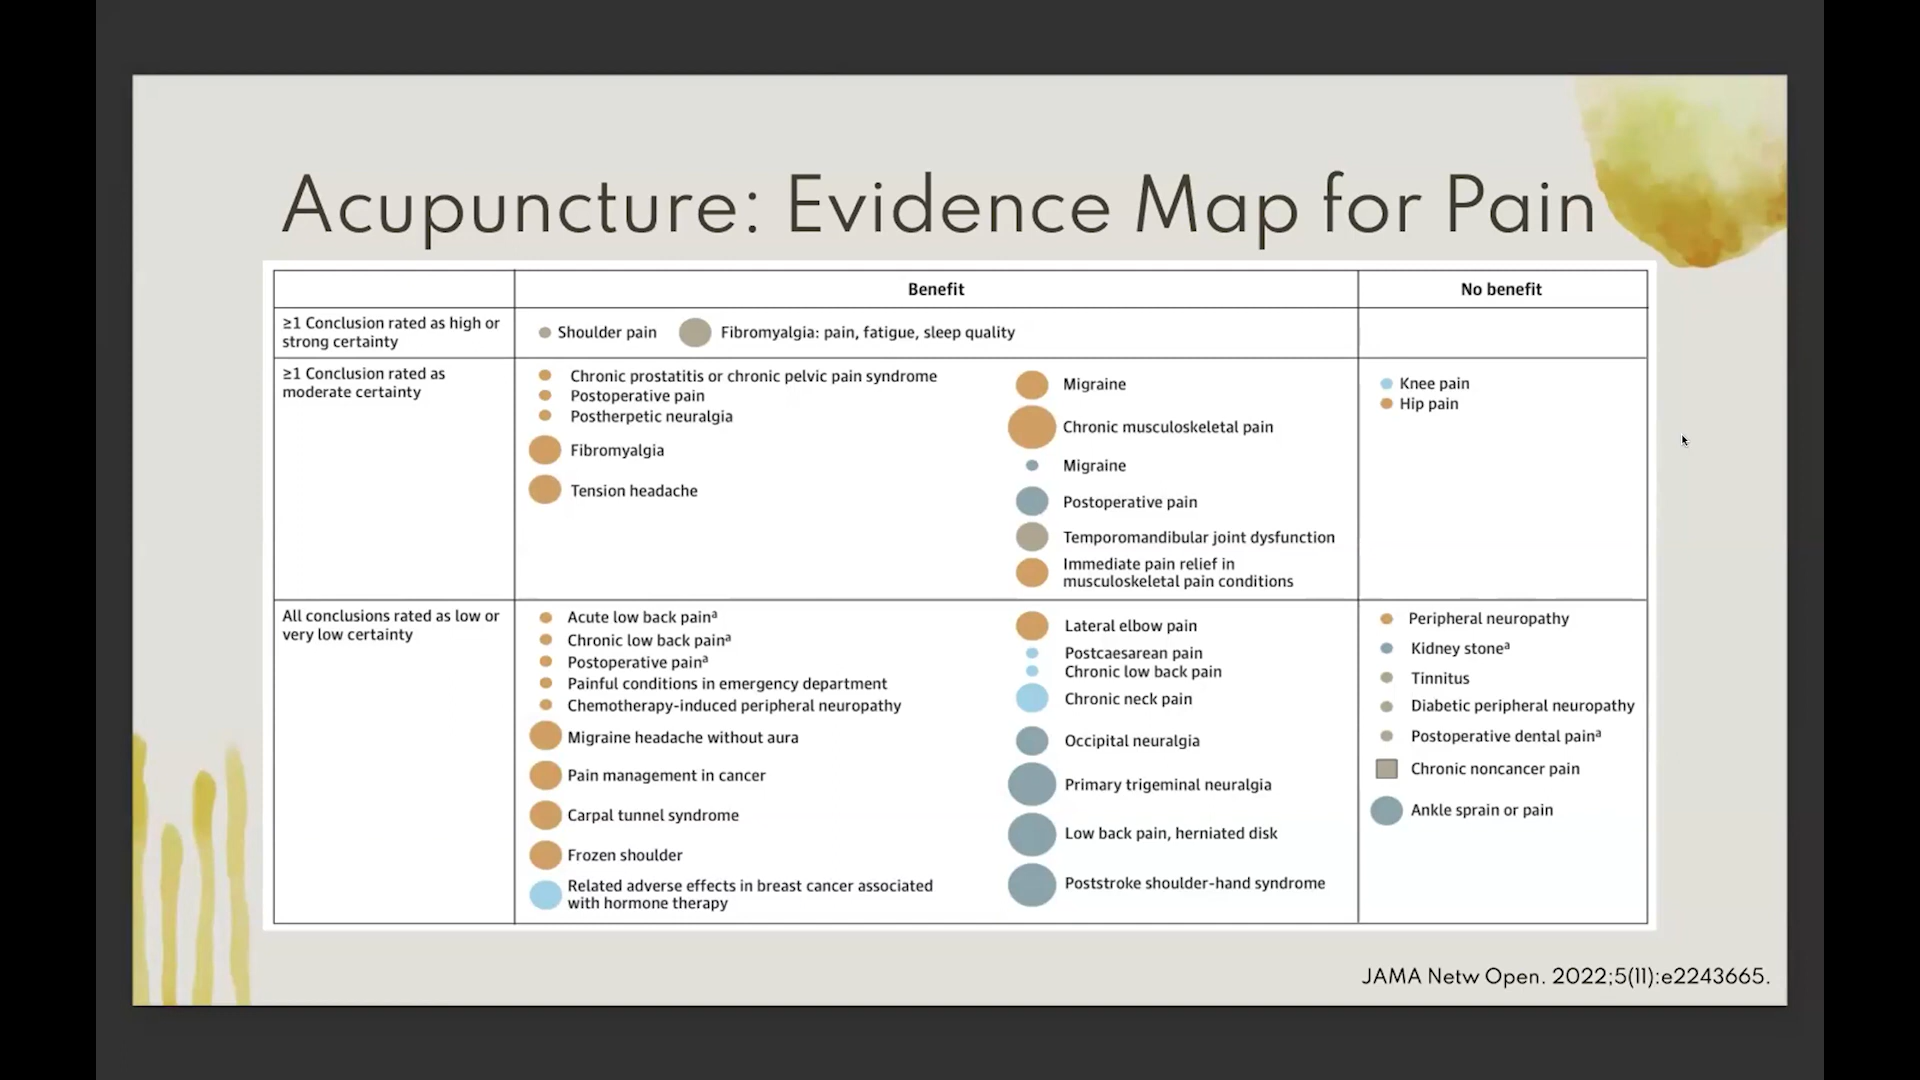 Acupuncture: Evidence Map for Pain
Benefit
No benefit
≥1 Conclusion rated as high or
strong certainty
Shoulder pain
Fibromyalgia: pain, fatigue, sleep quality
≥1 Conclusion rated as
moderate certainty
Chronic prostatitis or chronic pelvic pain syndrome
Postoperative pain
Postherpetic neuralgia
Fibromyalgia
Tension headache
Migraine
Chronic musculoskeletal pain
Migraine
Postoperative pain
Temporomandibular joint dysfunction
Immediate pain relief in
musculoskeletal pain conditions
Knee pain
Hip pain
All conclusions rated as low or
very low certainty
Acute low back painᵃ
Chronic low back painᵃ
Postoperative painᵃ
Painful conditions in emergency department
Chemotherapy-induced peripheral neuropathy
Migraine headache without aura
Pain management in cancer
Carpal tunnel syndrome
Frozen shoulder
Related adverse effects in breast cancer associated
with hormone therapy
Lateral elbow pain
Postcaesarean pain
Chronic low back pain
Chronic neck pain
Occipital neuralgia
Primary trigeminal neuralgia
Low back pain, herniated disk
Poststroke shoulder-hand syndrome
Peripheral neuropathy
Kidney stoneᵃ
Tinnitus
Diabetic peripheral neuropathy
Postoperative dental painᵃ
Chronic noncancer pain
Ankle sprain or pain
JAMA Netw Open. 2022;5(11):e2243665.